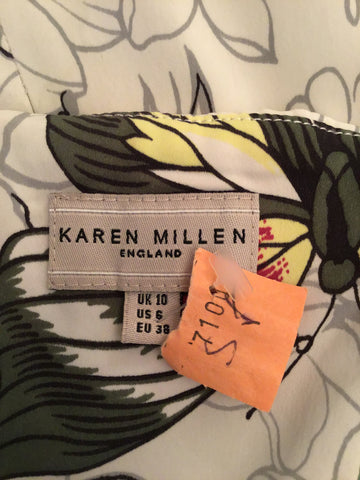 KAREN MILLEN
ENGLAND
UK 10
US 6
EU 38